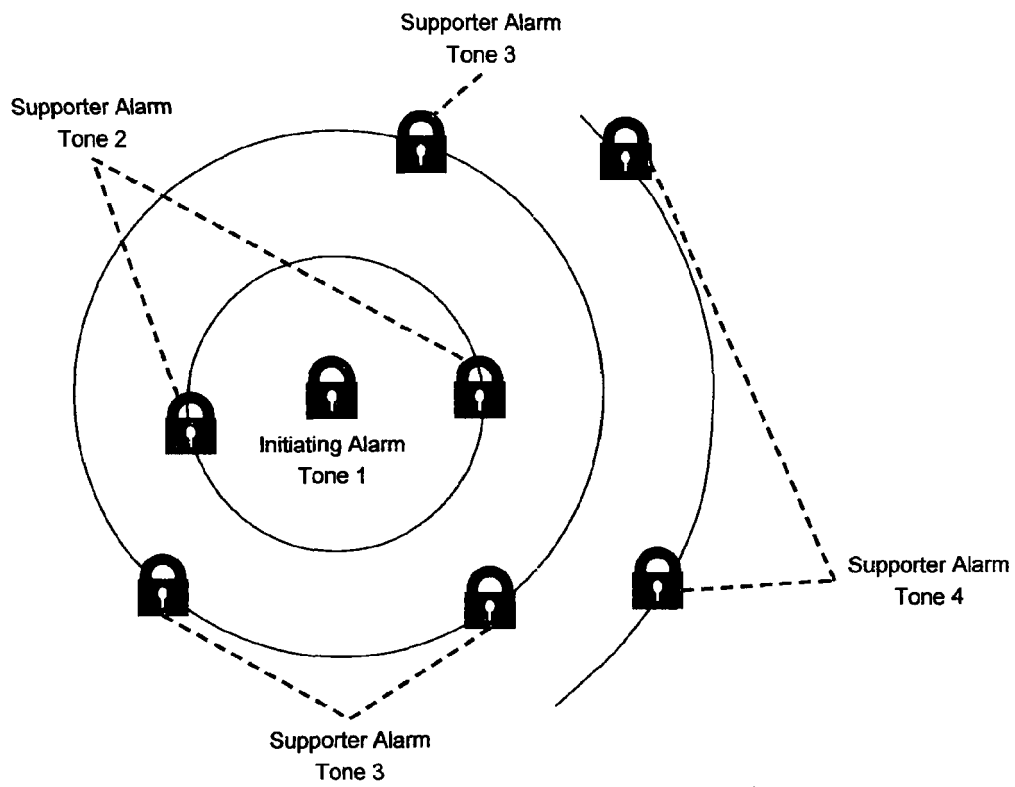 Supporter Alarm
Tone 3
Supporter Alarm
Tone 2
Initiating Alarm
Tone 1
Supporter Alarm
Tone 4
Supporter Alarm
Tone 3